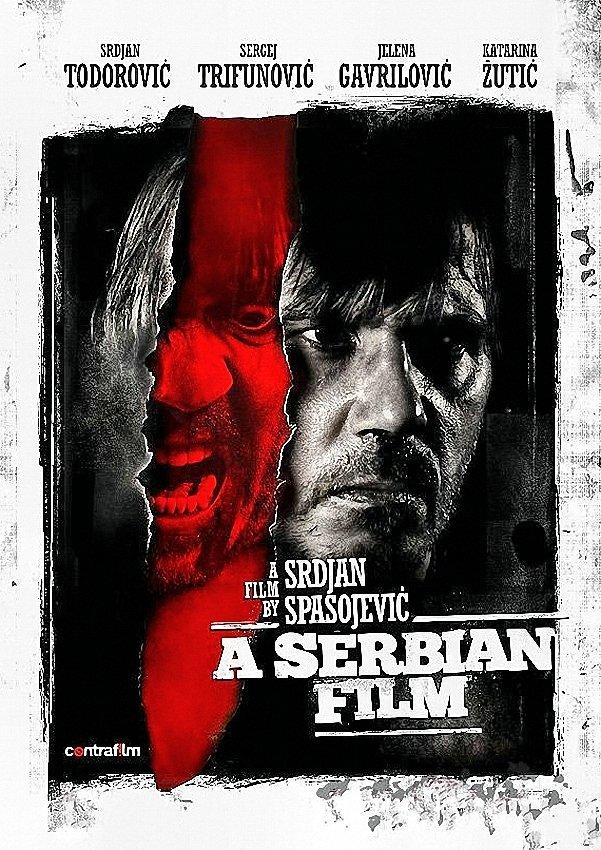 SRDJAN TODOROVIĆ
SERGEJ TRIFUNOVIĆ
JELENA GAVRILOVIĆ
KATARINA ŽUTIĆ
A FILM BY
SRDJAN
SPASOJEVIĆ
A SERBIAN
FILM
contrafilm